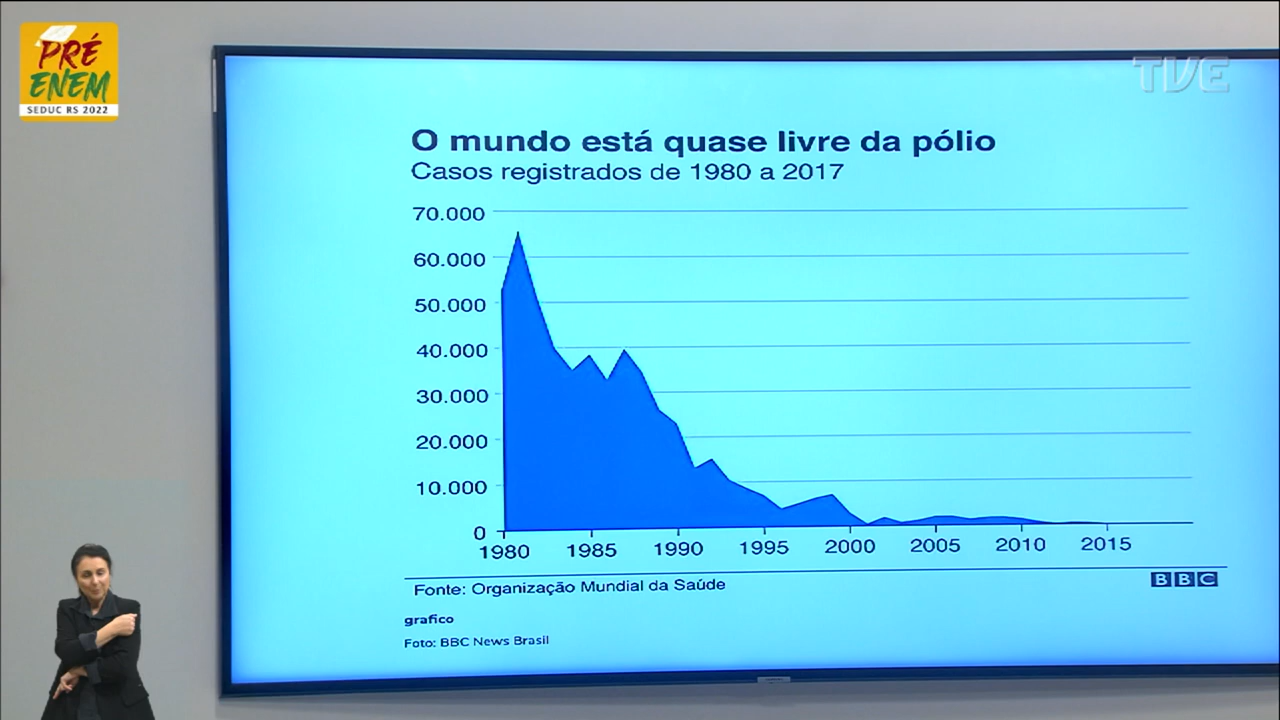 PRÉ
ENEM
SEDUC RS 2022
TVE
O mundo está quase livre da pólio
Casos registrados de 1980 a 2017
70.000
60.000
50.000
40.000
30.000
20.000
10.000
0
1980 1985 1990 1995 2000 2005 2010 2015
Fonte: Organização Mundial da Saúde
BBC
grafico
Foto: BBC News Brasil